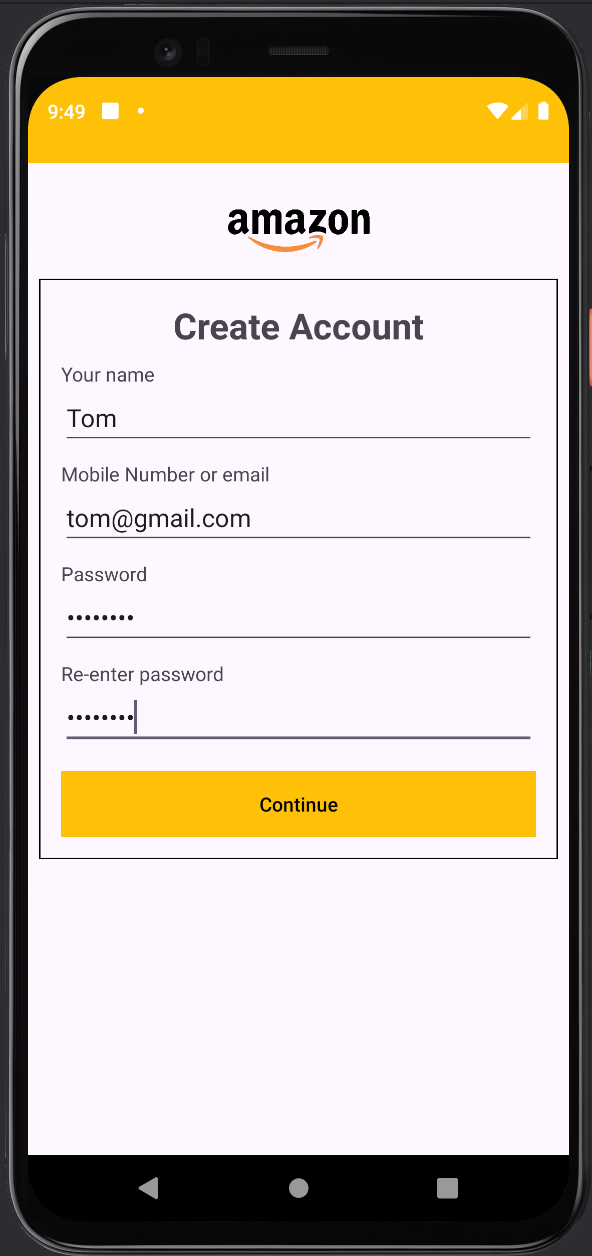 9:49
amazon
Create Account
Your name
Tom
Mobile Number or email
tom@gmail.com
Password
••••••••
Re-enter password
••••••••
Continue